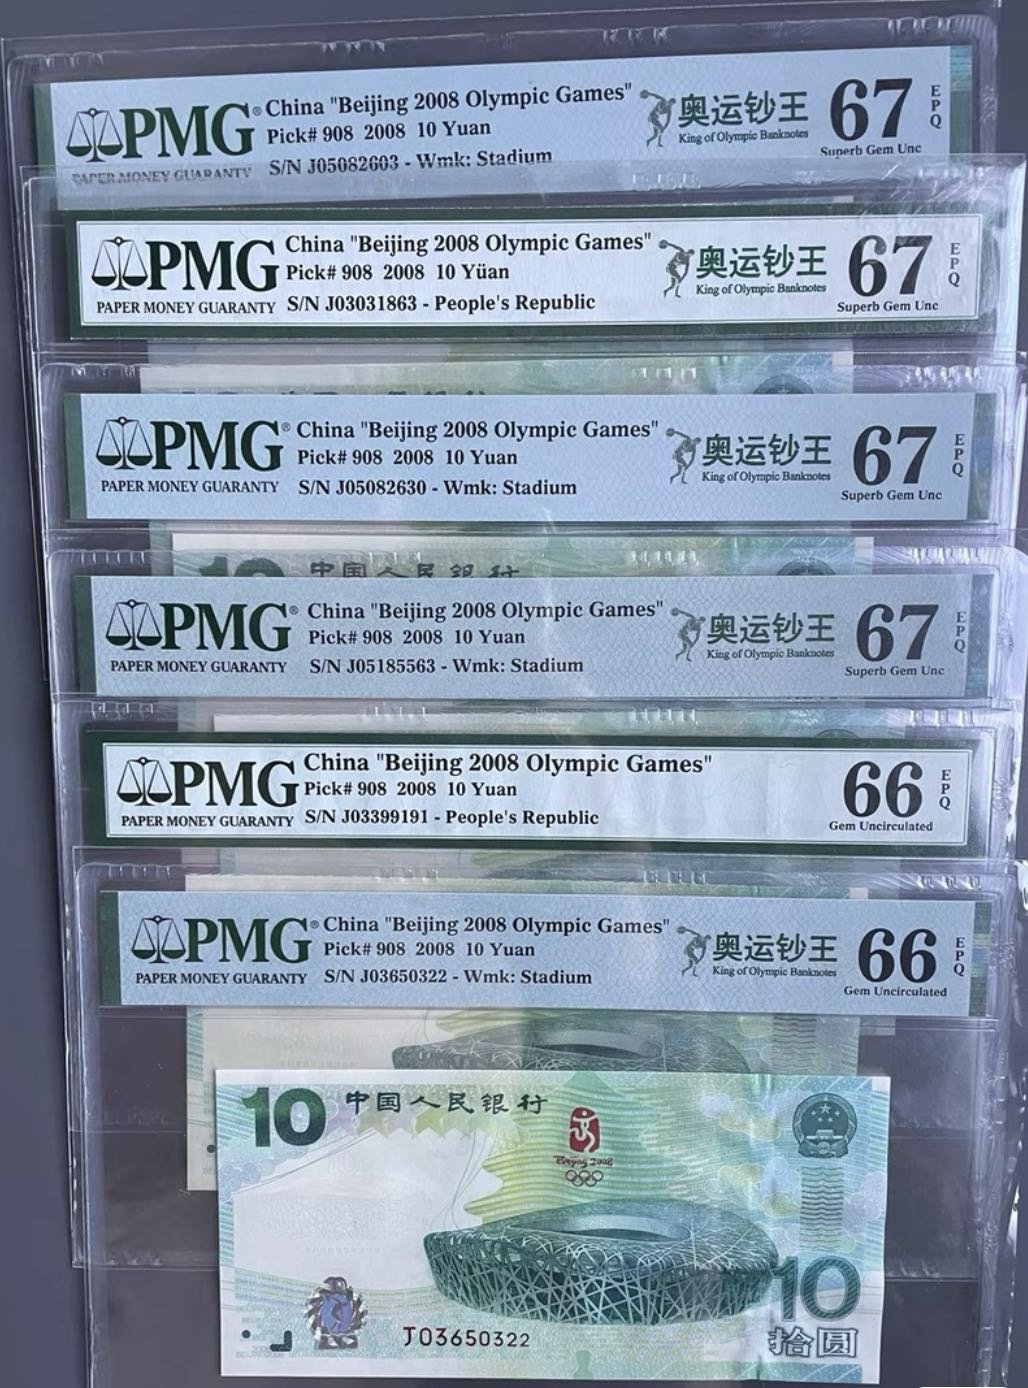 PMG® China "Beijing 2008 Olympic Games" 奥运钞王 67 EPQ
Pick# 908 2008 10 Yuan King of Olympic Banknotes
PAPER MONEY GUARANTY S/N J05082603 - Wmk: Stadium Superb Gem Unc
PMG China "Beijing 2008 Olympic Games" 奥运钞王 67 EPQ
Pick# 908 2008 10 Yüan King of Olympic Banknotes
PAPER MONEY GUARANTY S/N J03031863 - People's Republic Superb Gem Unc
PMG® China "Beijing 2008 Olympic Games" 奥运钞王 67 EPQ
Pick# 908 2008 10 Yuan King of Olympic Banknotes
PAPER MONEY GUARANTY S/N J05082630 - Wmk: Stadium Superb Gem Unc
10 中国人民银行
PMG® China "Beijing 2008 Olympic Games" 奥运钞王 67 EPQ
Pick# 908 2008 10 Yuan King of Olympic Banknotes
PAPER MONEY GUARANTY S/N J05185563 - Wmk: Stadium Superb Gem Unc
PMG China "Beijing 2008 Olympic Games" 66 EPQ
Pick# 908 2008 10 Yuan
PAPER MONEY GUARANTY S/N J03399191 - People's Republic Gem Uncirculated
PMG® China "Beijing 2008 Olympic Games" 奥运钞王 66 EPQ
Pick# 908 2008 10 Yuan King of Olympic Banknotes
PAPER MONEY GUARANTY S/N J03650322 - Wmk: Stadium Gem Uncirculated
10 中国人民银行
Beijing 2008
10
J03650322
拾圆